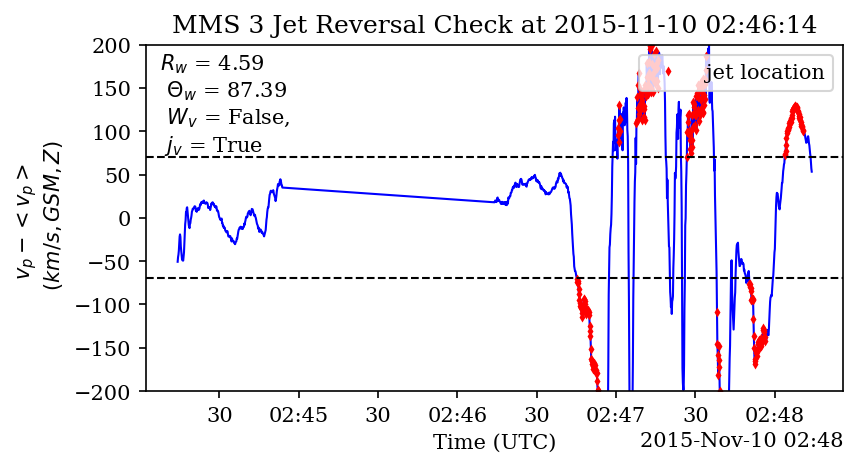 MMS 3 Jet Reversal Check at 2015-11-10 02:46:14
R_w = 4.59
Θ_w = 87.39
W_v = False,
j_v = True
jet location
v_p − < v_p >
(km/s, GSM, Z)
200
150
100
50
0
−50
−100
−150
−200
30
02:45
30
02:46
30
02:47
30
02:48
Time (UTC)
2015-Nov-10 02:48